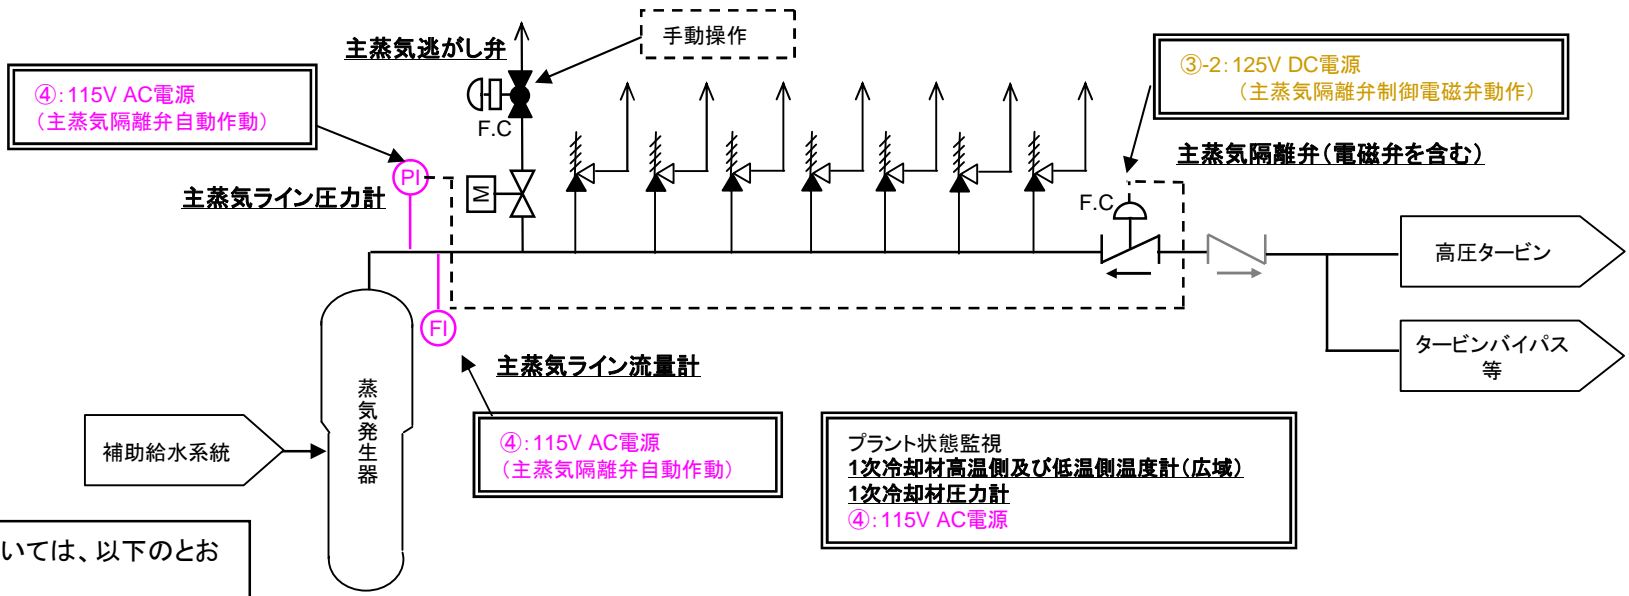 主蒸気逃がし弁
手動操作
④:115V AC電源
(主蒸気隔離弁自動作動)
③-2:125V DC電源
(主蒸気隔離弁制御電磁弁動作)
F.C
主蒸気隔離弁(電磁弁を含む)
PI
主蒸気ライン圧力計
M
F.C
高圧タービン
FI
主蒸気ライン流量計
タービンバイパス
等
蒸気発生器
補助給水系統
④:115V AC電源
(主蒸気隔離弁自動作動)
プラント状態監視
1次冷却材高温側及び低温側温度計(広域)
1次冷却材圧力計
④:115V AC電源
いては、以下のとお